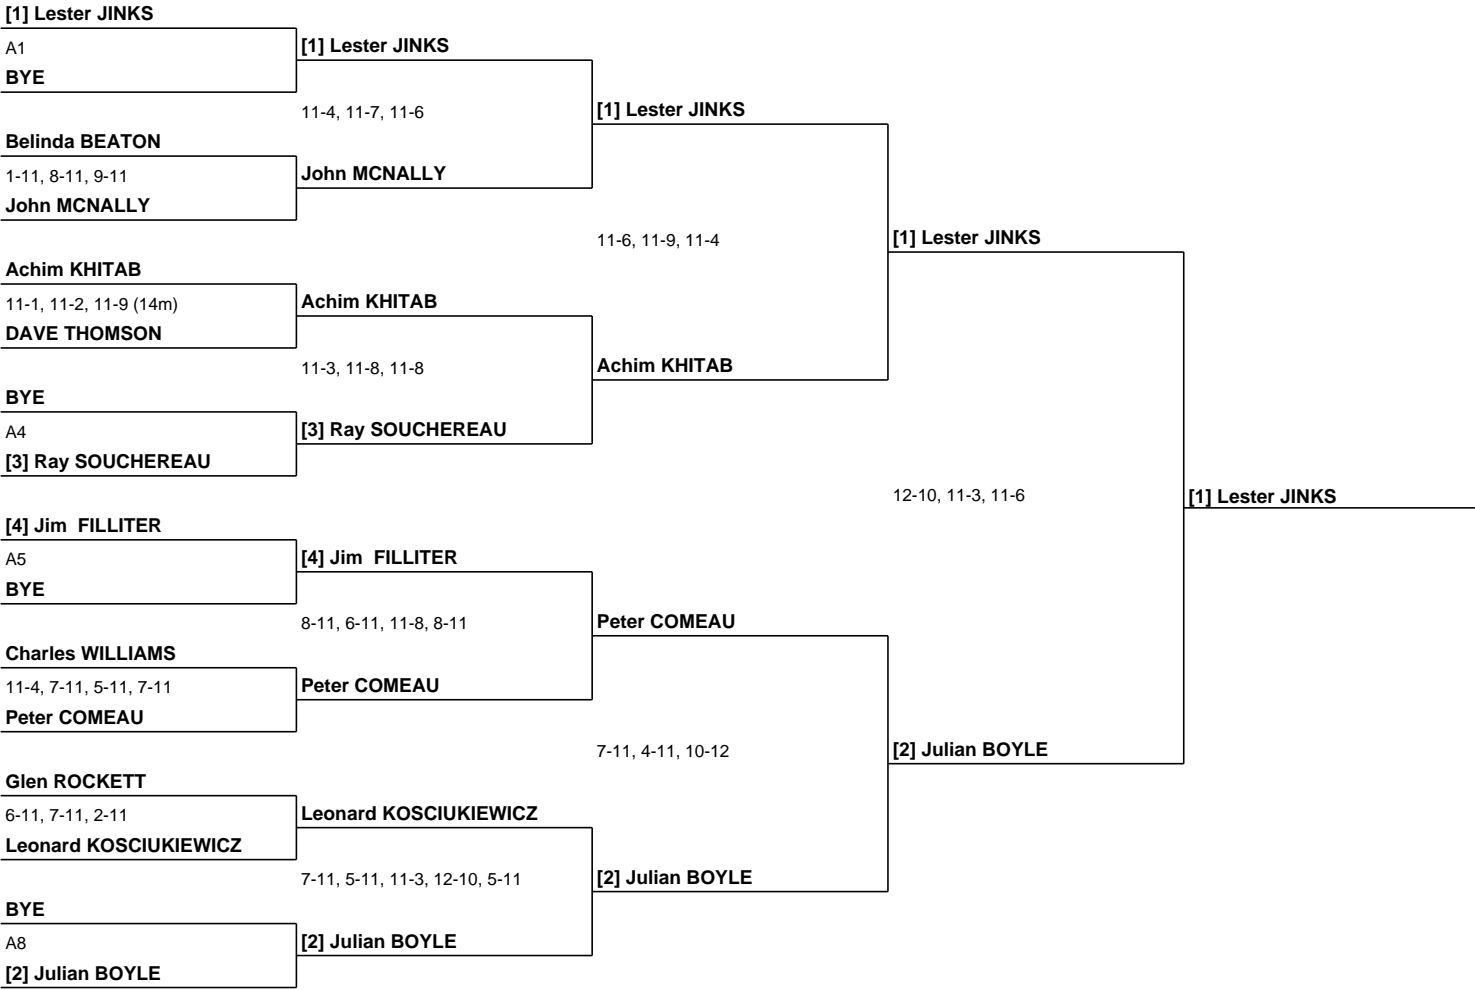 [1] Lester JINKS
A1
BYE
Belinda BEATON
1-11, 8-11, 9-11
John MCNALLY
Achim KHITAB
11-1, 11-2, 11-9 (14m)
DAVE THOMSON
BYE
A4
[3] Ray SOUCHEREAU
[4] Jim  FILLITER
A5
BYE
Charles WILLIAMS
11-4, 7-11, 5-11, 7-11
Peter COMEAU
Glen ROCKETT
6-11, 7-11, 2-11
Leonard KOSCIUKIEWICZ
BYE
A8
[2] Julian BOYLE
[1] Lester JINKS
11-4, 11-7, 11-6
John MCNALLY
Achim KHITAB
11-3, 11-8, 11-8
[3] Ray SOUCHEREAU
[4] Jim  FILLITER
8-11, 6-11, 11-8, 8-11
Peter COMEAU
Leonard KOSCIUKIEWICZ
7-11, 5-11, 11-3, 12-10, 5-11
[2] Julian BOYLE
[1] Lester JINKS
11-6, 11-9, 11-4
Achim KHITAB
Peter COMEAU
7-11, 4-11, 10-12
[2] Julian BOYLE
[1] Lester JINKS
12-10, 11-3, 11-6
[2] Julian BOYLE
[1] Lester JINKS